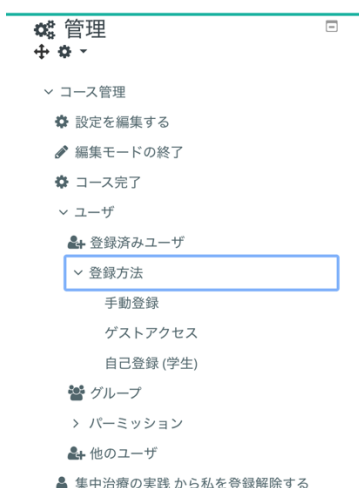 管理
コース管理
設定を編集する
編集モードの終了
コース完了
ユーザ
登録済みユーザ
登録方法
手動登録
ゲストアクセス
自己登録 (学生)
グループ
パーミッション
他のユーザ
集中治療の実践 から私を登録解除する